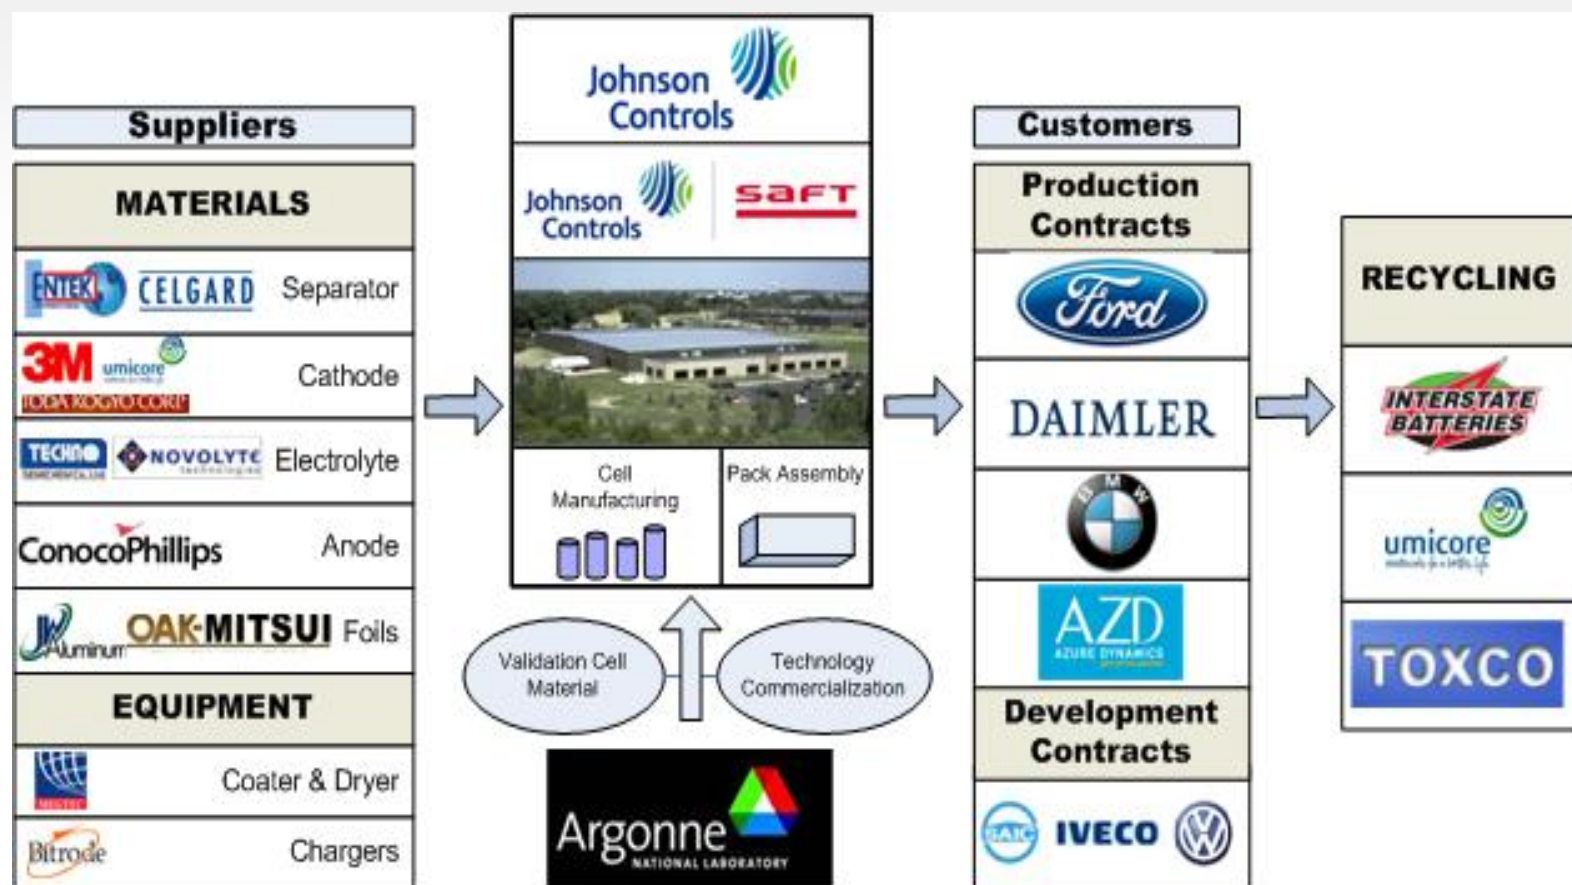 Suppliers
MATERIALS
ENTEK CELGARD Separator
3M umicore
TODA KOGYO CORP
Cathode
TECHNO NOVOLYTE
technologies
Electrolyte
ConocoPhillips Anode
JW Aluminum OAK-MITSUI Foils
EQUIPMENT
MEGTEC Coater & Dryer
Bitrode Chargers
Johnson
Controls
Johnson
Controls
SAFT
Cell
Manufacturing
Pack Assembly
Validation Cell
Material
Technology
Commercialization
Argonne
NATIONAL LABORATORY
Customers
Production
Contracts
Ford
DAIMLER
BMW
AZD
AZURE DYNAMICS
Development
Contracts
SAIC IVECO VW
RECYCLING
INTERSTATE
BATTERIES
umicore
TOXCO